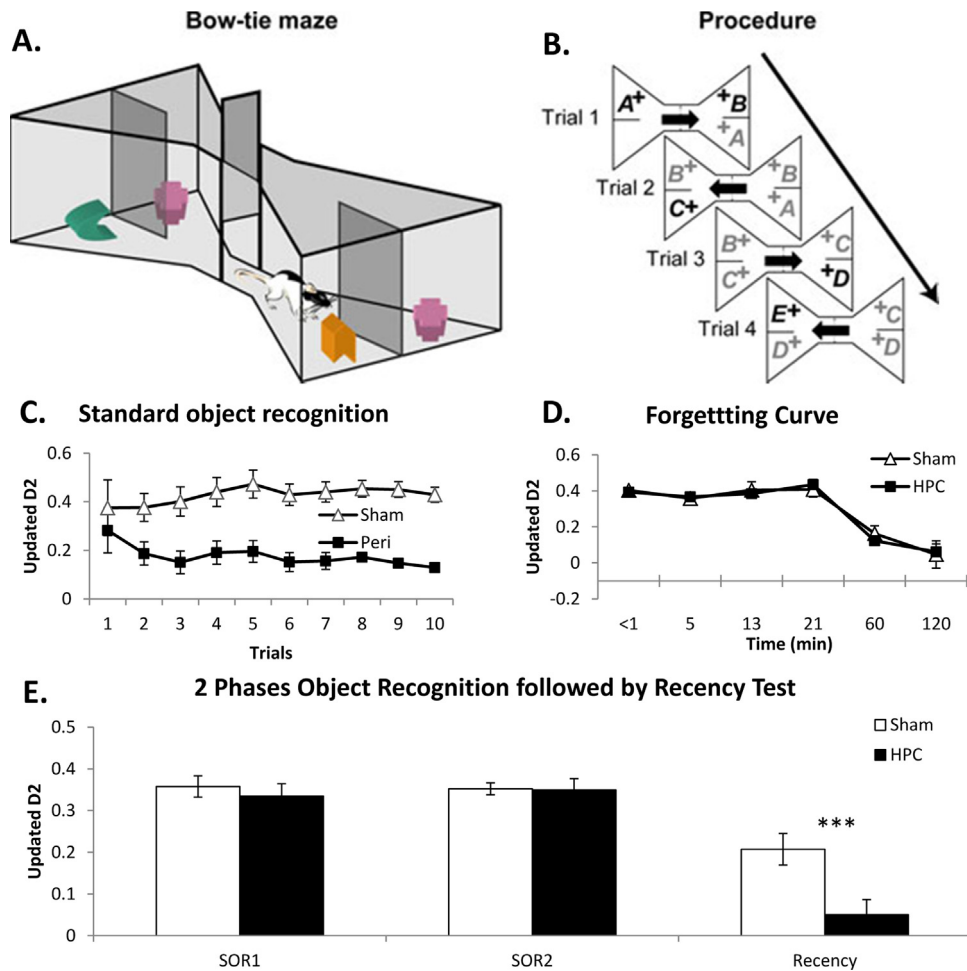 Bow-tie maze
Procedure
A.
B.
Trial 1
A+
+B
+A
Trial 2
B+
+B
C+
+A
Trial 3
B+
+C
C+
+D
Trial 4
E+
+C
D+
+D
C.
Standard object recognition
Updated D2
0.6
0.4
0.2
0
Sham
Peri
1 2 3 4 5 6 7 8 9 10
Trials
D.
Forgettting Curve
Updated D2
0.6
0.4
0.2
0
-0.2
Sham
HPC
<1 5 13 21 60 120
Time (min)
E.
2 Phases Object Recognition followed by Recency Test
Updated D2
0.5
0.4
0.3
0.2
0.1
0
Sham
HPC
***
SOR1 SOR2 Recency